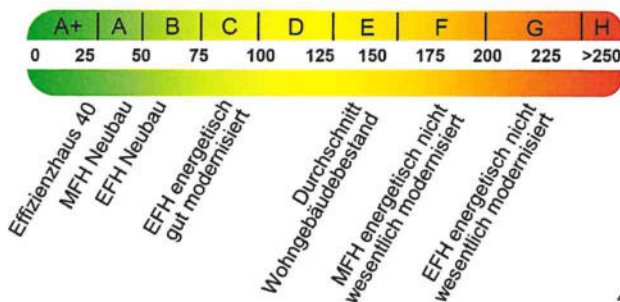 A+ A B C D E F G H
0 25 50 75 100 125 150 175 200 225 >250
Effizienzhaus 40
MFH Neubau
EFH Neubau
EFH energetisch
gut modernisiert
Durchschnitt
Wohngebäudebestand
MFH energetisch nicht
wesentlich modernisiert
EFH energetisch nicht
wesentlich modernisiert